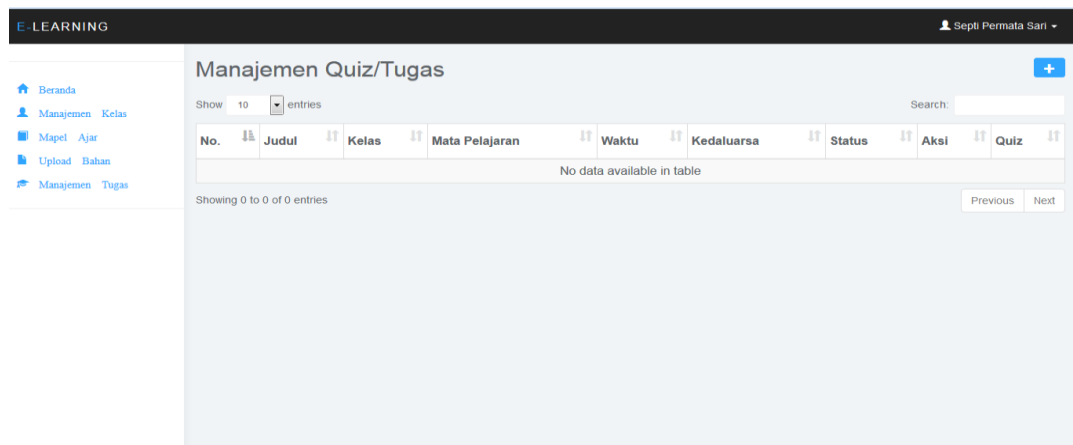 E-LEARNING
Septi Permata Sari
Beranda
Manajemen Kelas
Mapel Ajar
Upload Bahan
Manajemen Tugas
Manajemen Quiz/Tugas
+
Show 10 entries
Search:
No. Judul Kelas Mata Pelajaran Waktu Kedaluarsa Status Aksi Quiz
No data available in table
Showing 0 to 0 of 0 entries
Previous Next